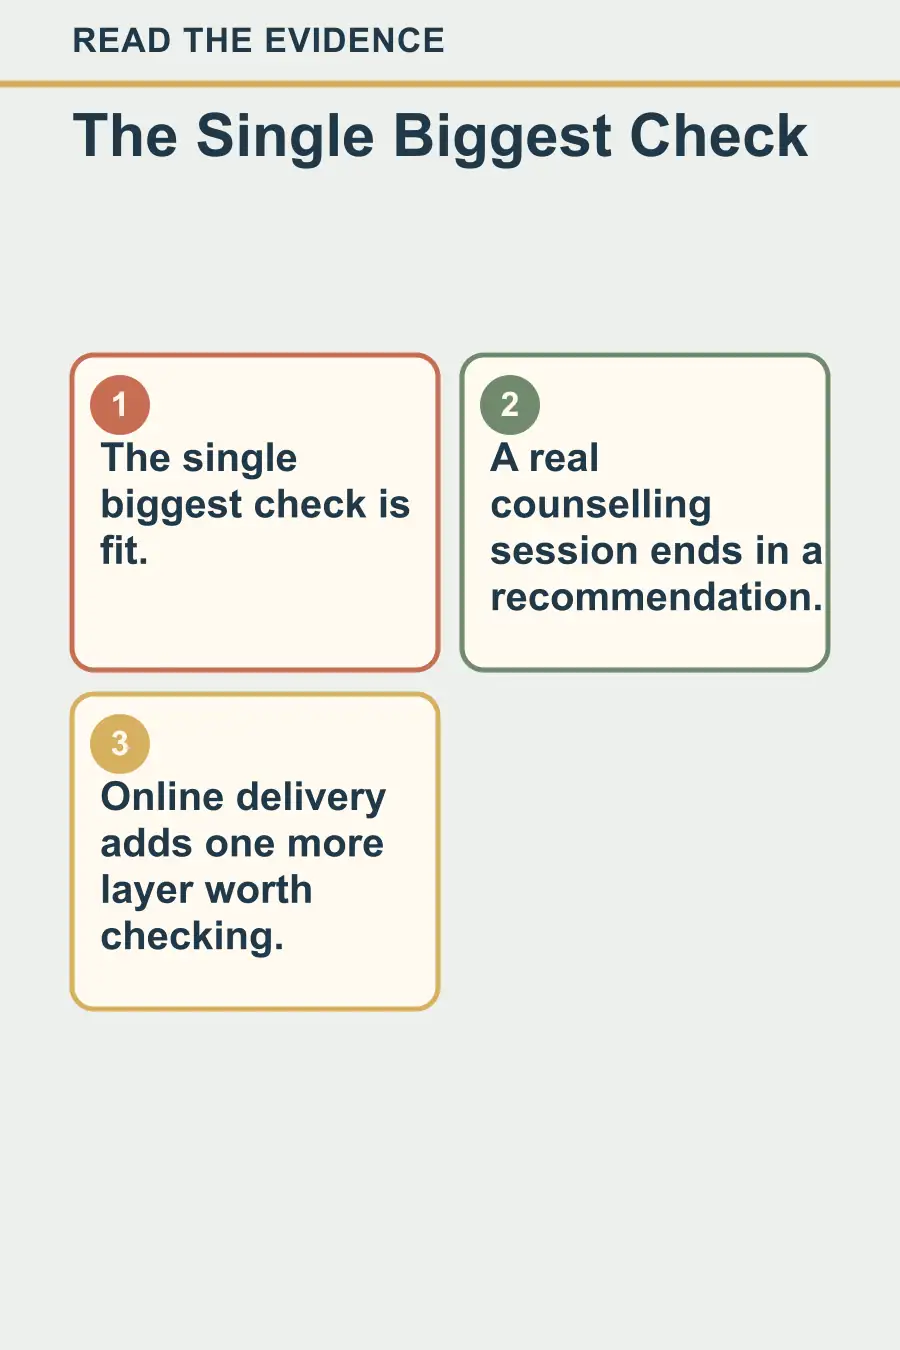 READ THE EVIDENCE
The Single Biggest Check
1
The single
biggest check is
fit.
2
A real
counselling
session ends in a
recommendation.
3
Online delivery
adds one more
layer worth
checking.